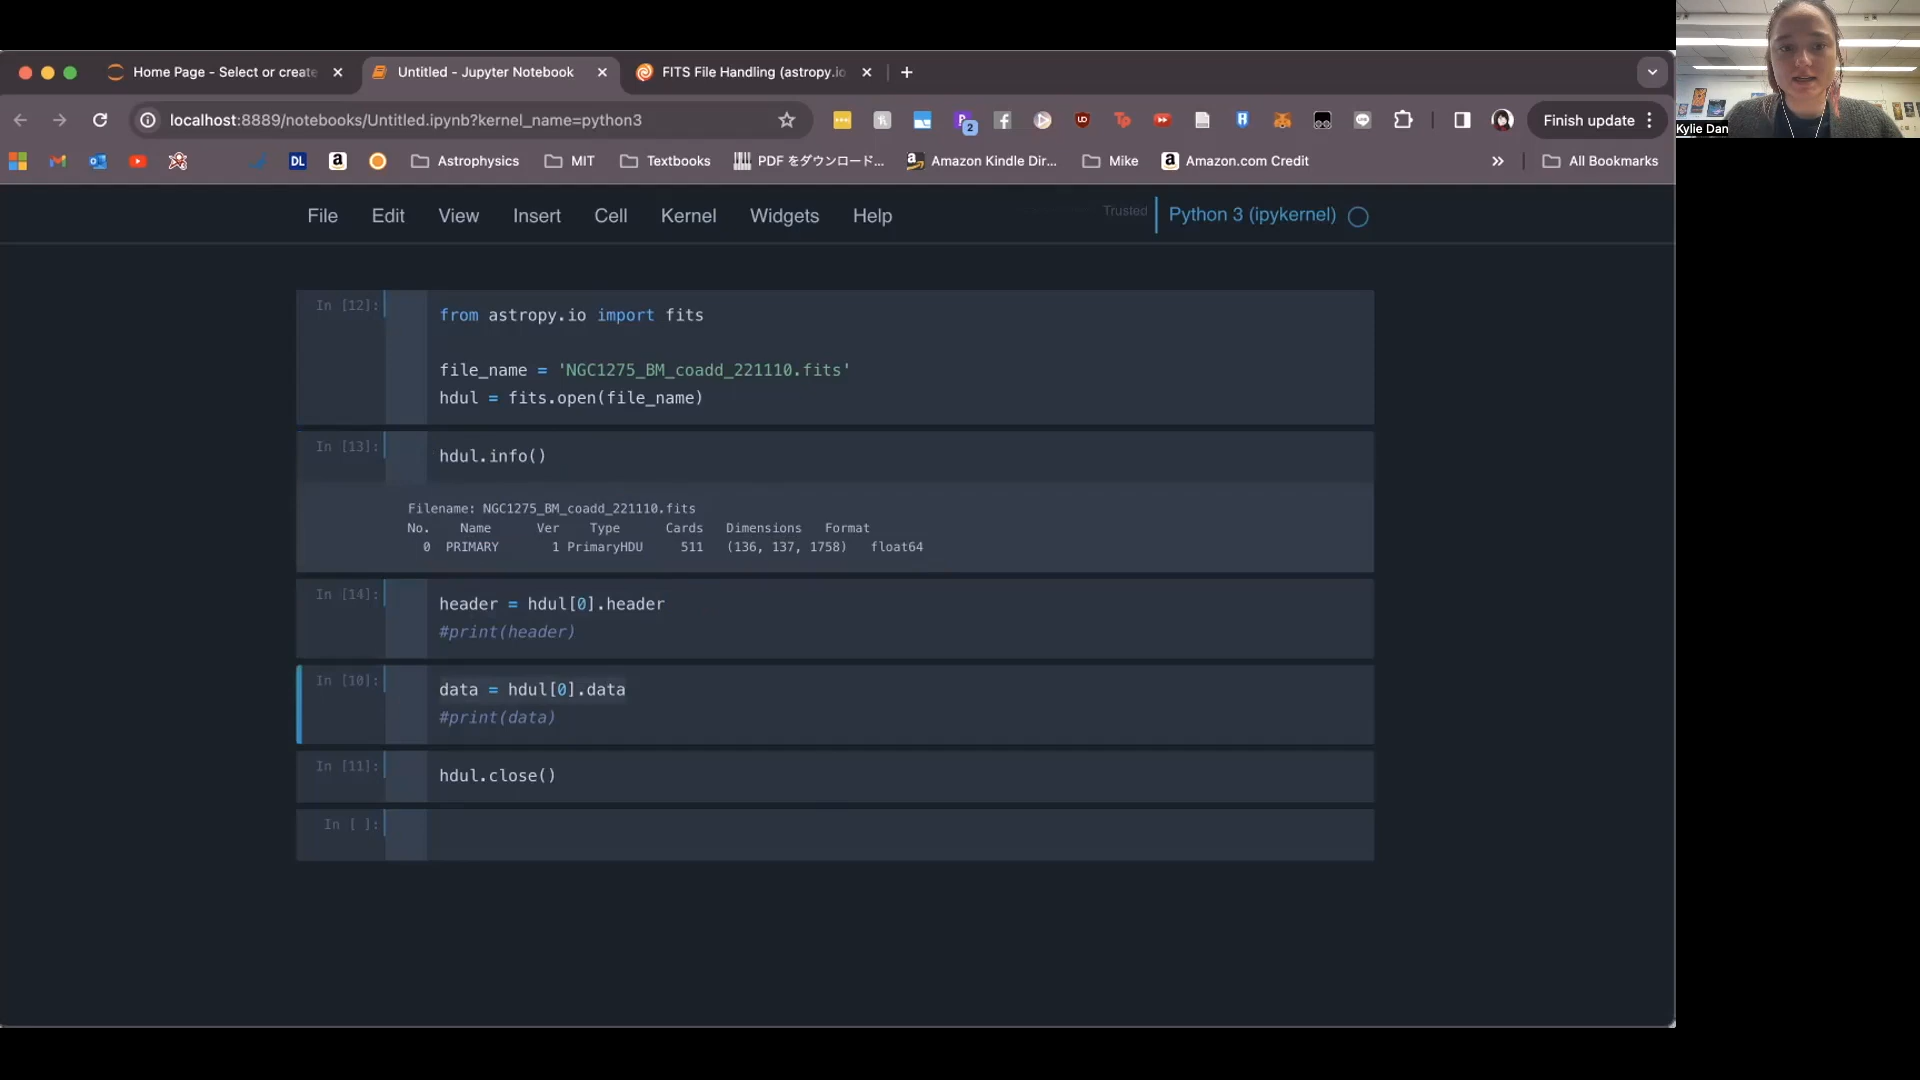 Home Page - Select or create
Untitled - Jupyter Notebook
FITS File Handling (astropy.io
Kylie Dan
localhost:8889/notebooks/Untitled.ipynb?kernel_name=python3
2
Finish update
DL
Astrophysics
MIT
Textbooks
PDF をダウンロード...
Amazon Kindle Dir...
Mike
Amazon.com Credit
All Bookmarks
File Edit View Insert Cell Kernel Widgets Help
Trusted
Python 3 (ipykernel)
In [12]:
from astropy.io import fits
file_name = 'NGC1275_BM_coadd_221110.fits'
hdul = fits.open(file_name)
In [13]:
hdul.info()
Filename: NGC1275_BM_coadd_221110.fits
No. Name Ver Type Cards Dimensions Format
0 PRIMARY 1 PrimaryHDU 511 (136, 137, 1758) float64
In [14]:
header = hdul[0].header
#print(header)
In [10]:
data = hdul[0].data
#print(data)
In [11]:
hdul.close()
In [ ]: